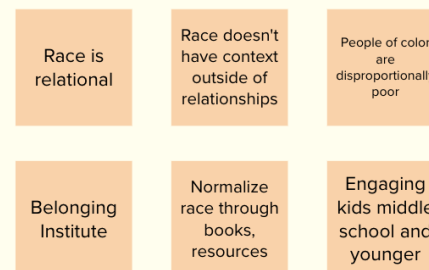 Race is
relational
Race doesn't
have context
outside of
relationships
People of color
are
disproportionally
poor
Belonging
Institute
Normalize
race through
books,
resources
Engaging
kids middle
school and
younger